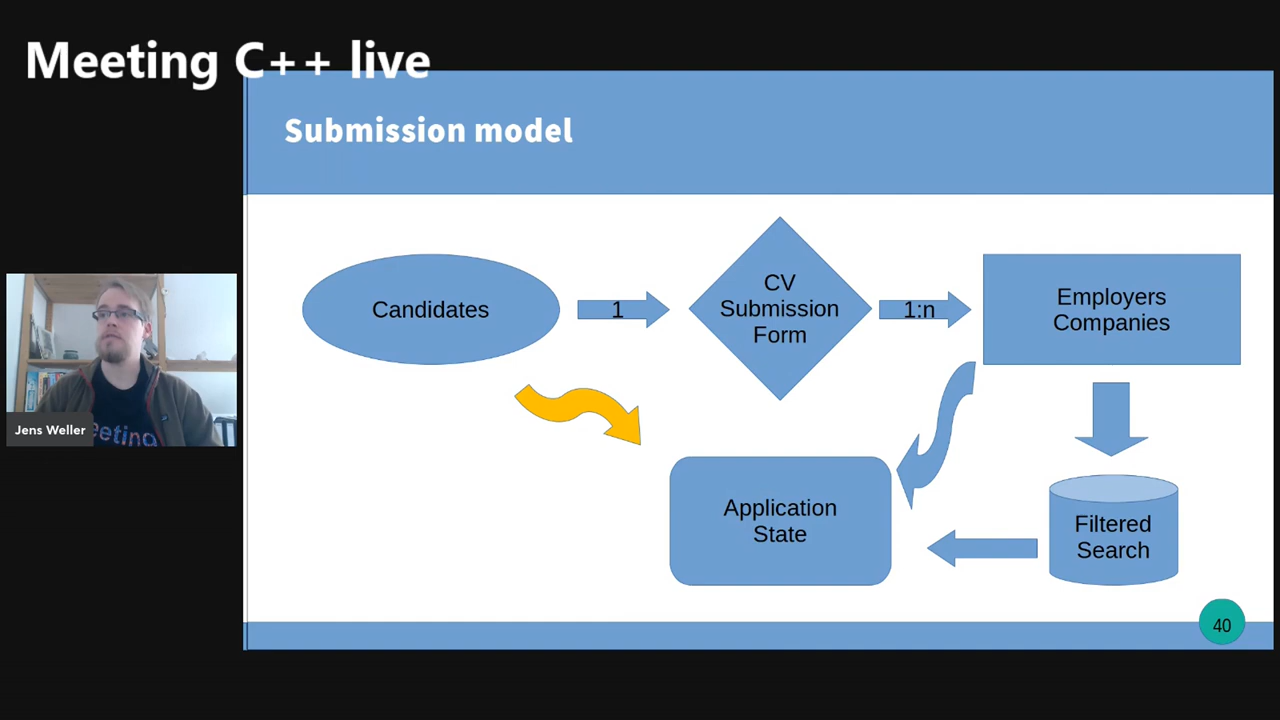 Meeting C++ live
Submission model
Candidates
1
CV
Submission
Form
1:n
Employers
Companies
Application
State
Filtered
Search
Jens Weller
eeting
40